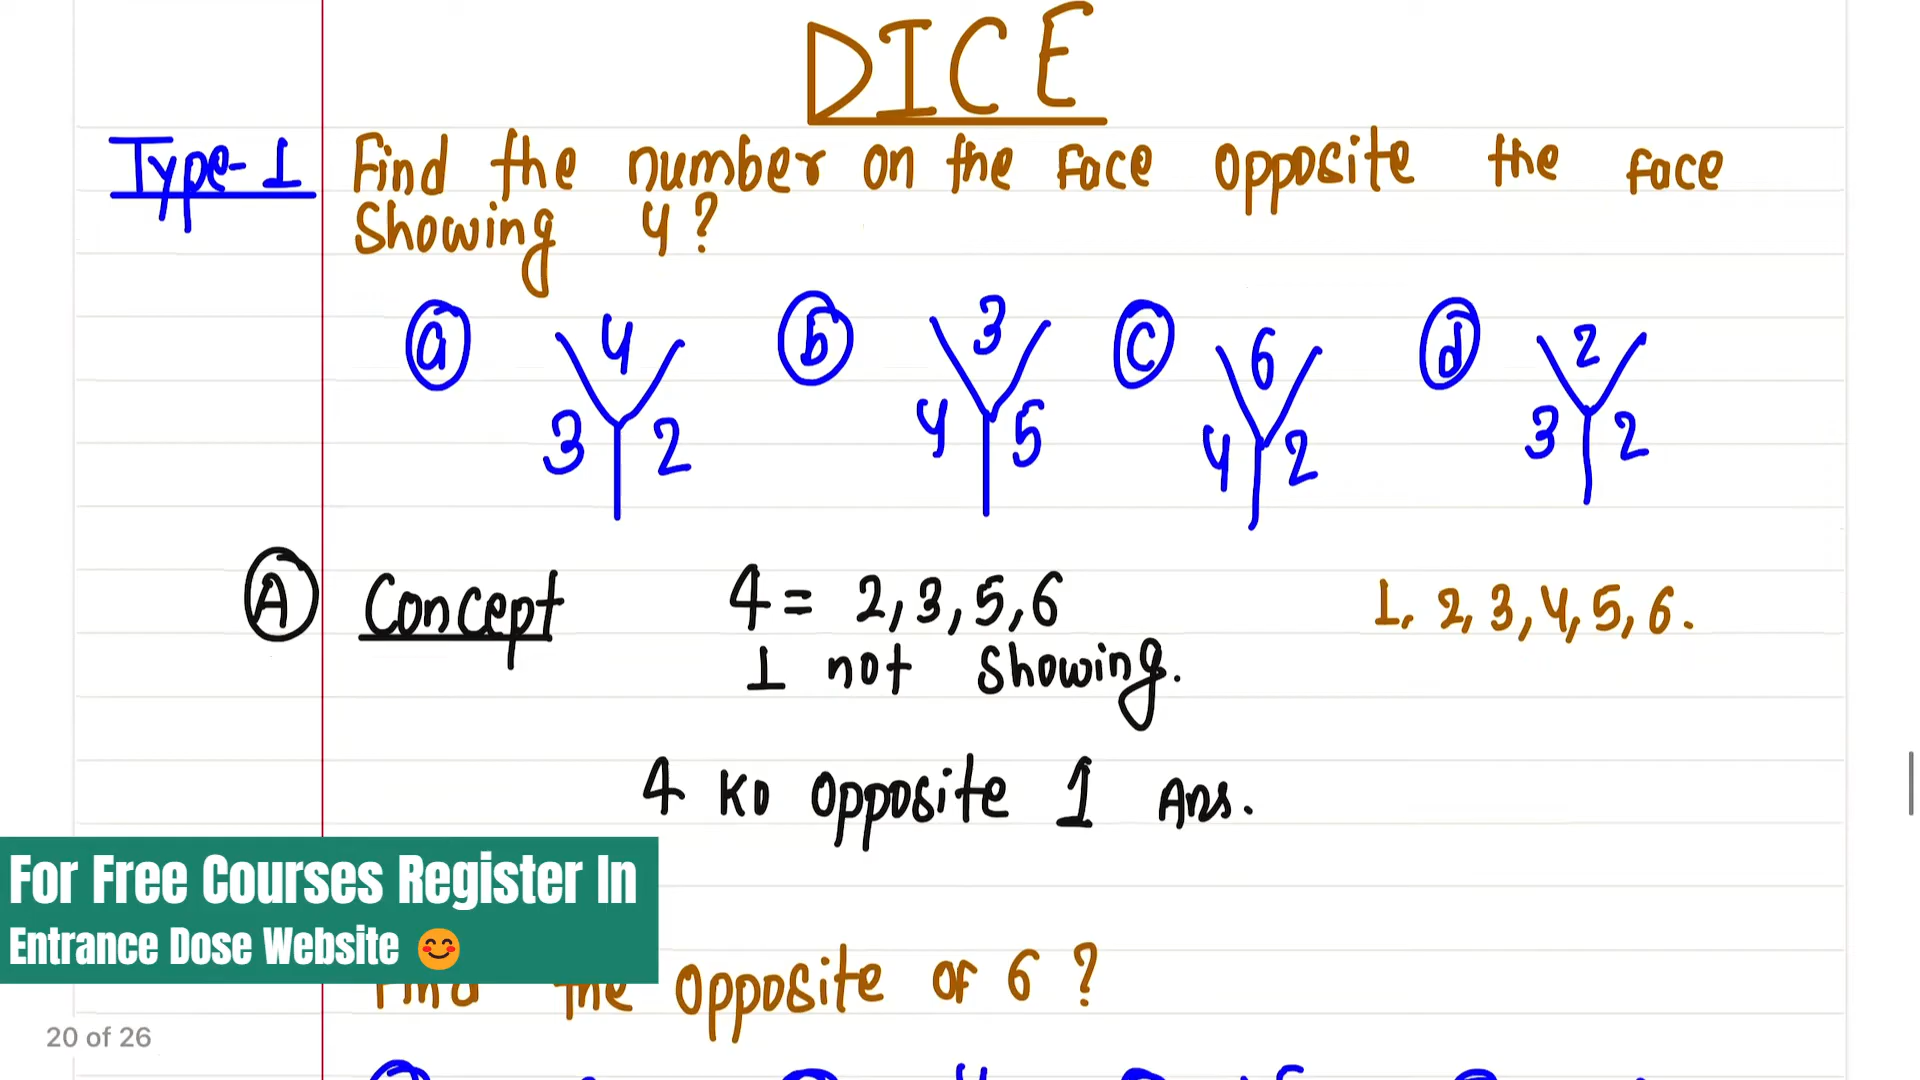 DICE
Type-1 Find the number on the face opposite the face
Showing 4?
a 4 3 2
b 3 4 5
c 6 4 2
d 2 3 2
A Concept 4 = 2, 3, 5, 6 1, 2, 3, 4, 5, 6.
1 not showing.
4 ko opposite 1 Ans.
For Free Courses Register In
Entrance Dose Website 😊
Find the opposite of 6 ?
20 of 26